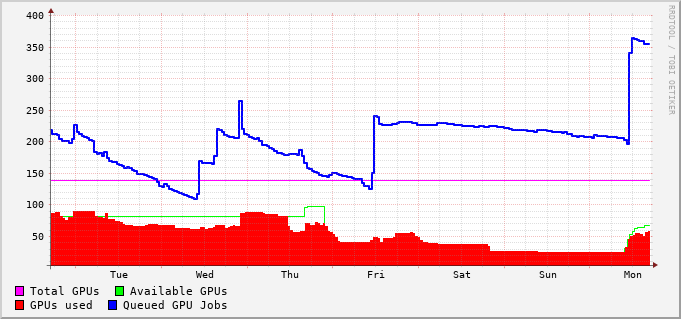 400
350
300
250
200
150
100
50
Tue Wed Thu Fri Sat Sun Mon
Total GPUs Available GPUs
GPUs used Queued GPU Jobs
RRDTOOL / TOBI OETIKER